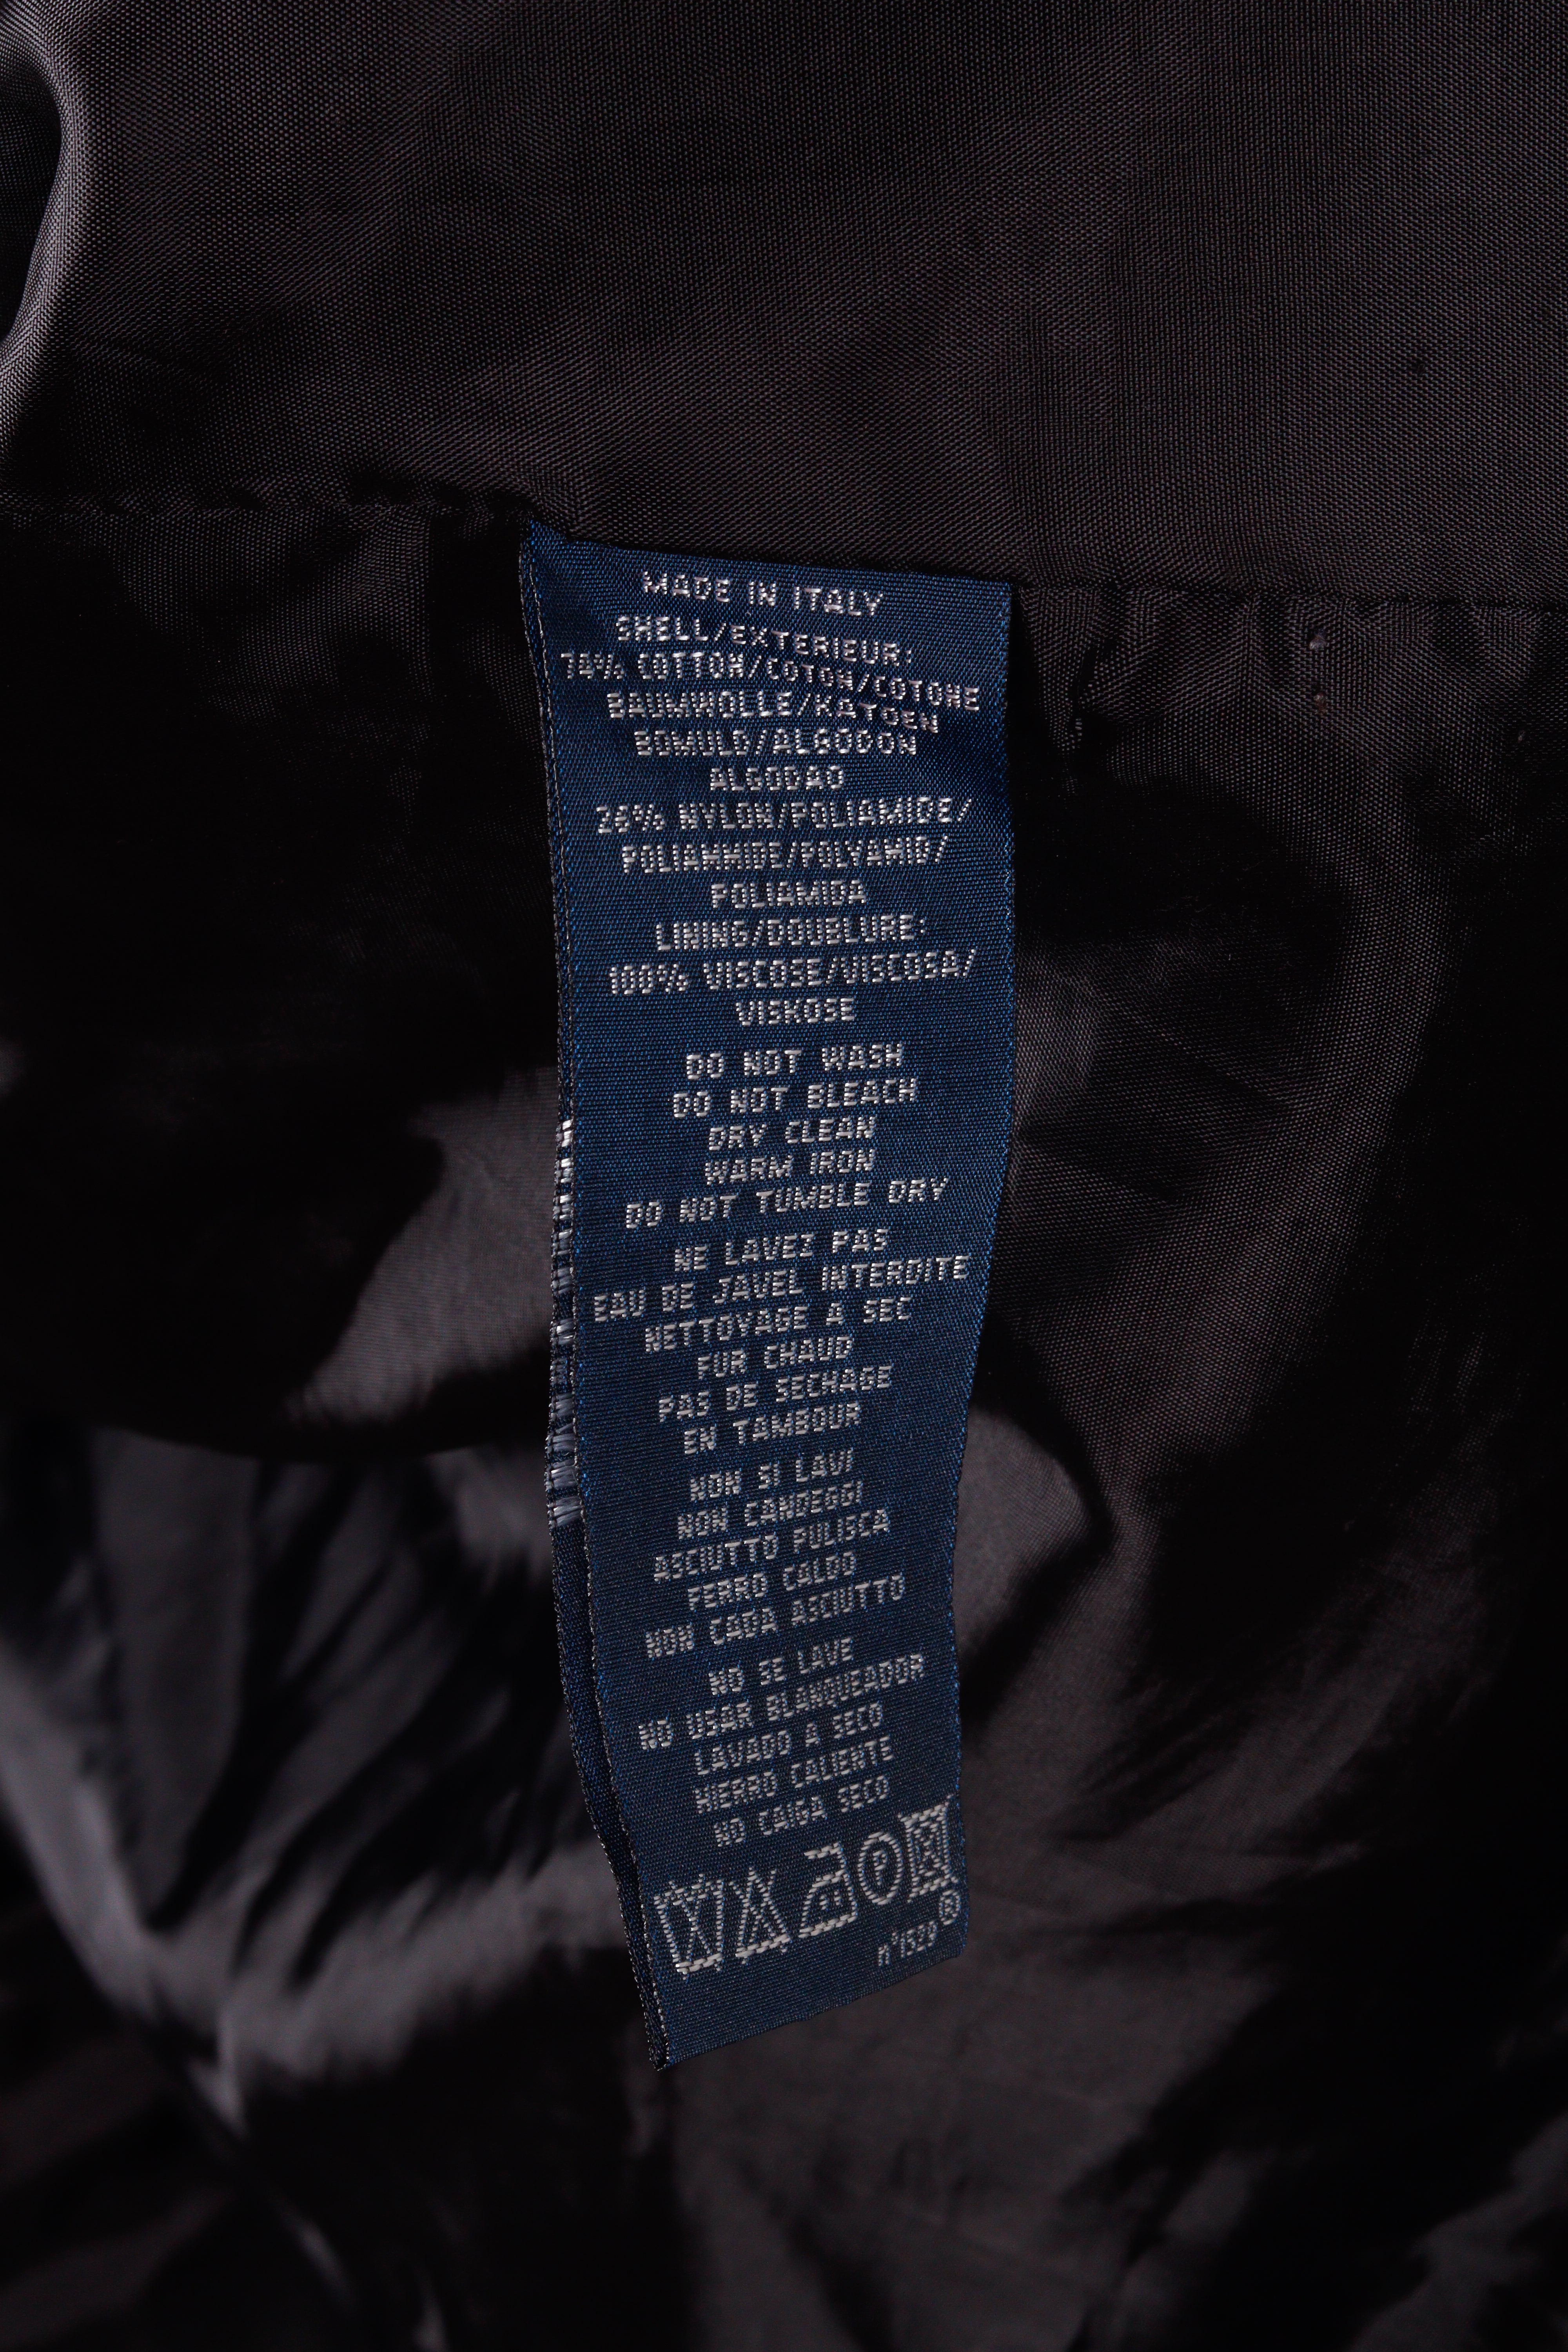 MADE IN ITALY
SHELL/EXTERIEUR:
74% COTTON/COTON/COTONE
BAUMWOLLE/KATOEN
BOMULD/ALGODON
ALGODAO
26% NYLON/POLIAMIDE/
POLIAMMIDE/POLYAMID/
POLIAMIDA
LINING/DOUBLURE:
100% VISCOSE/VISCOSA/
VISKOSE
DO NOT WASH
DO NOT BLEACH
DRY CLEAN
WARM IRON
DO NOT TUMBLE DRY
NE LAVEZ PAS
EAU DE JAVEL INTERDITE
NETTOYAGE A SEC
FUR CHAUD
PAS DE SECHAGE
EN TAMBOUR
NON SI LAVI
NON CANDEGGI
ASCIUTTO PULISCA
FERRO CALDO
NON CADA ASCIUTTO
NO SE LAVE
NO USAR BLANQUEADOR
LAVADO A SECO
HIERRO CALIENTE
NO CAIGA SECO
P ®
n°1529